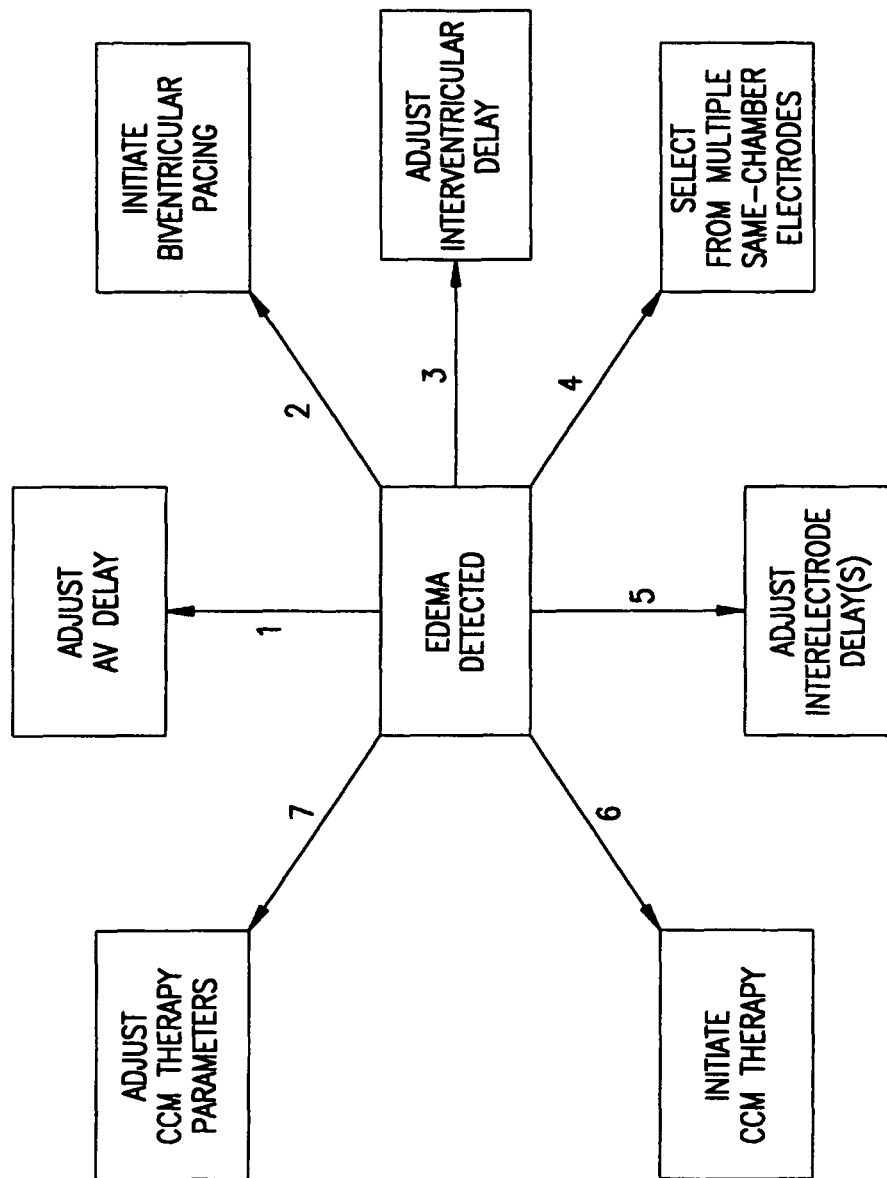 ADJUST
AV DELAY
INITIATE
BIVENTRICULAR
PACING
ADJUST
INTERVENTRICULAR
DELAY
SELECT
FROM MULTIPLE
SAME-CHAMBER
ELECTRODES
ADJUST
INTERELECTRODE
DELAY(S)
INITIATE
CCM THERAPY
ADJUST
CCM THERAPY
PARAMETERS
EDEMA
DETECTED
1
2
3
4
5
6
7